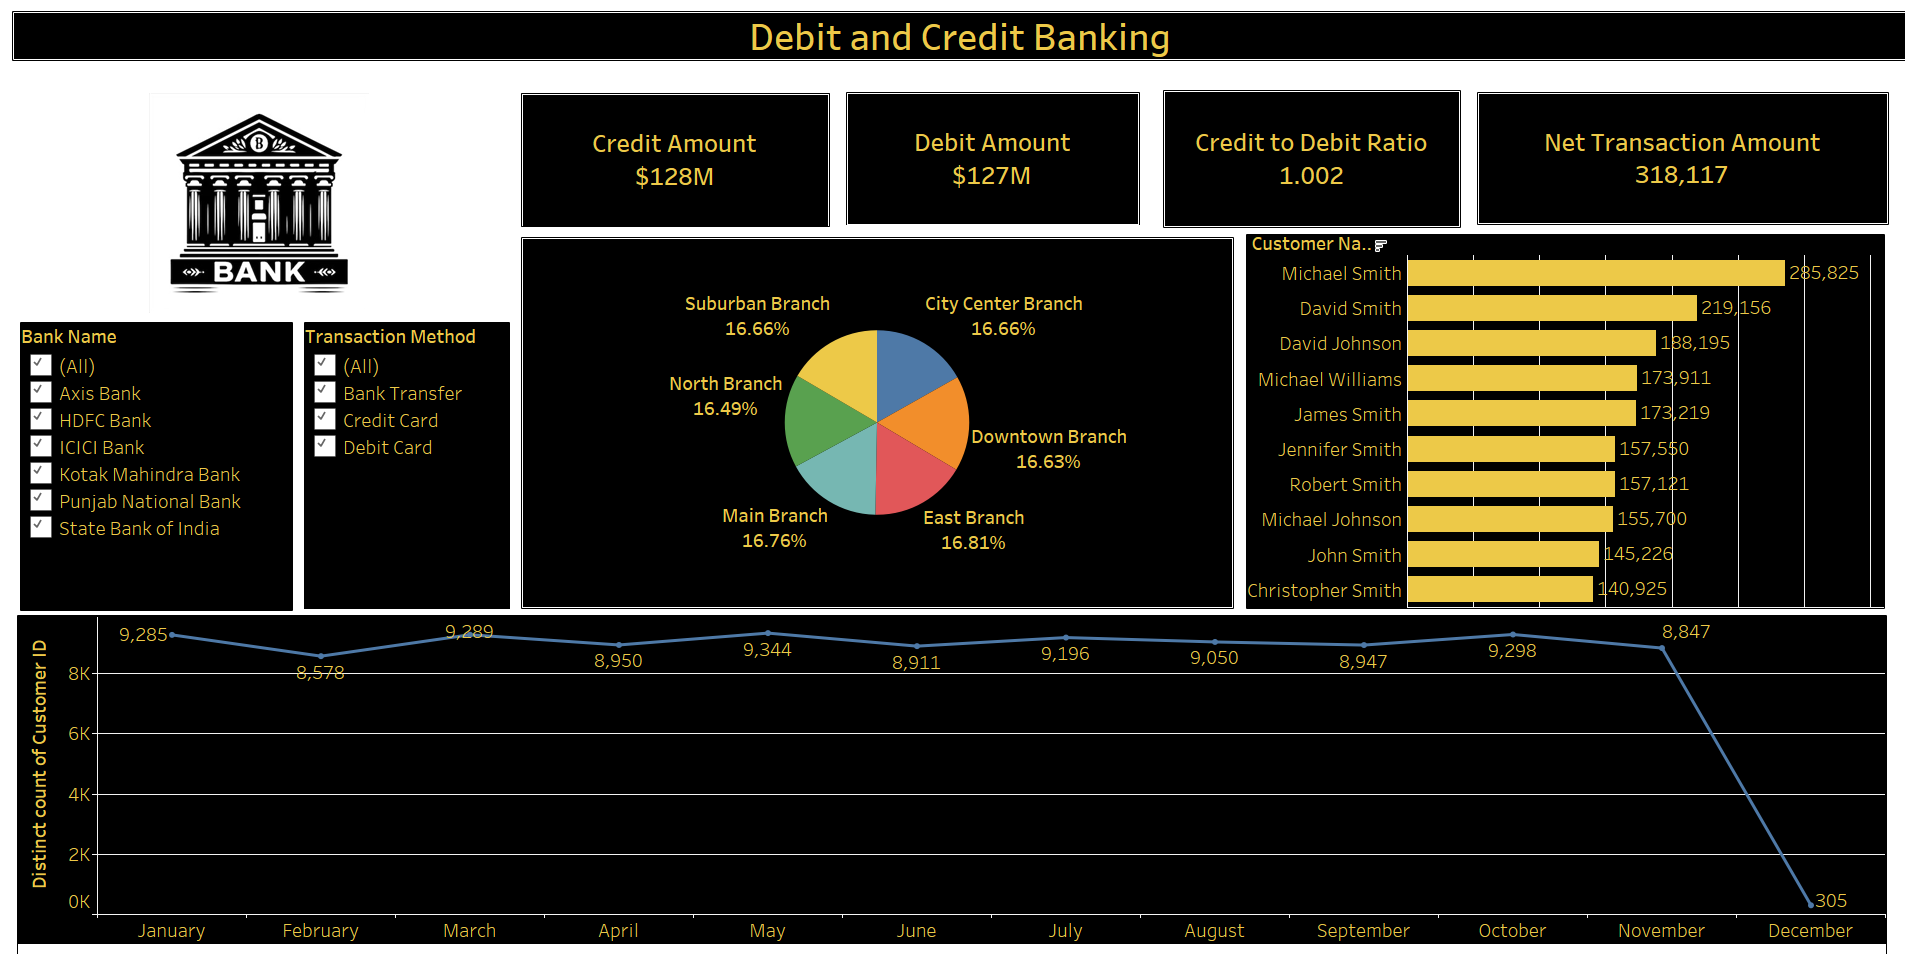 Debit and Credit Banking
B
BANK
Credit Amount
$128M
Debit Amount
$127M
Credit to Debit Ratio
1.002
Net Transaction Amount
318,117
Bank Name
(All)
Axis Bank
HDFC Bank
ICICI Bank
Kotak Mahindra Bank
Punjab National Bank
State Bank of India
Transaction Method
(All)
Bank Transfer
Credit Card
Debit Card
Suburban Branch
16.66%
City Center Branch
16.66%
North Branch
16.49%
Downtown Branch
16.63%
Main Branch
16.76%
East Branch
16.81%
Customer Na..
Michael Smith 285,825
David Smith 219,156
David Johnson 188,195
Michael Williams 173,911
James Smith 173,219
Jennifer Smith 157,550
Robert Smith 157,121
Michael Johnson 155,700
John Smith 145,226
Christopher Smith 140,925
Distinct count of Customer ID
8K
6K
4K
2K
0K
9,285
8,578
9,289
8,950
9,344
8,911
9,196
9,050
8,947
9,298
8,847
305
January February March April May June July August September October November December